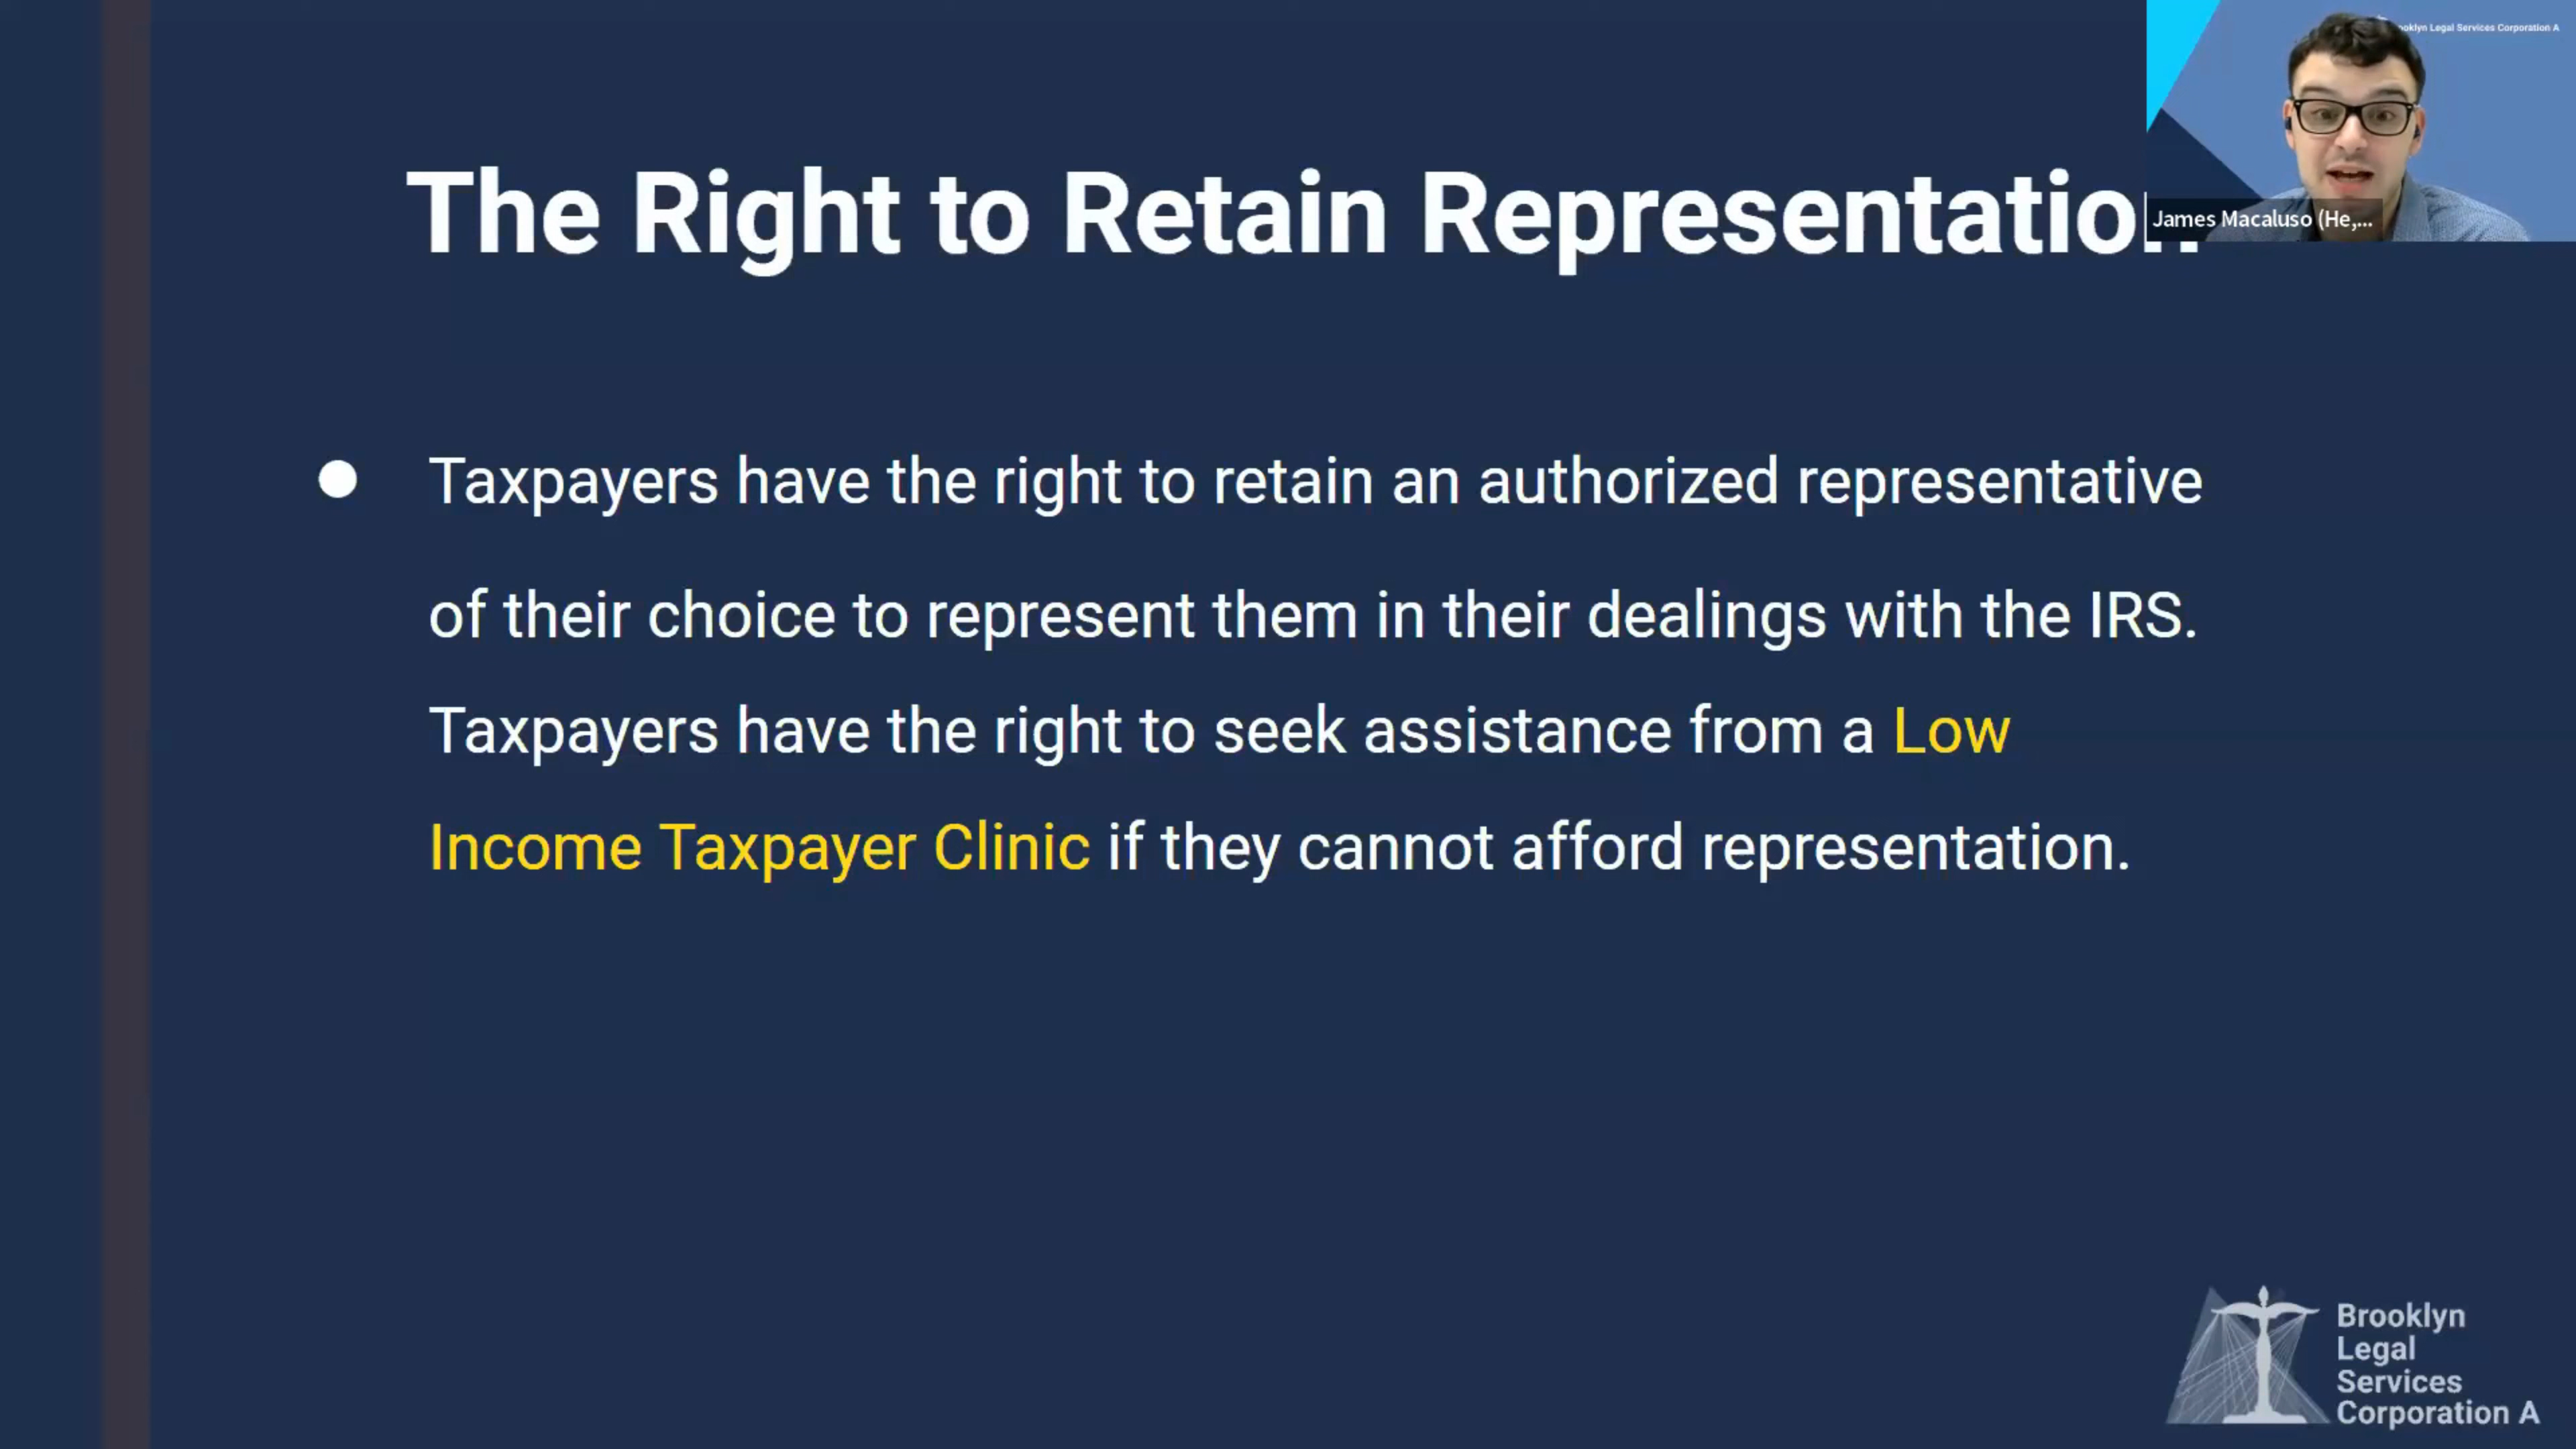 The Right to Retain Representation
Brooklyn Legal Services Corporation A
James Macaluso (He,...
Taxpayers have the right to retain an authorized representative
of their choice to represent them in their dealings with the IRS.
Taxpayers have the right to seek assistance from a Low
Income Taxpayer Clinic if they cannot afford representation.
Brooklyn
Legal
Services
Corporation A